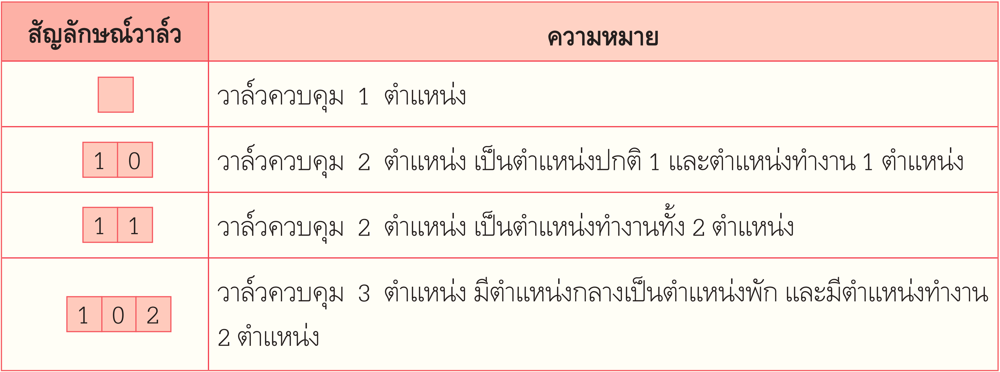 สัญลักษณ์วาล์ว ความหมาย
วาล์วควบคุม 1 ตำแหน่ง
1 0 วาล์วควบคุม 2 ตำแหน่ง เป็นตำแหน่งปกติ 1 และตำแหน่งทำงาน 1 ตำแหน่ง
1 1 วาล์วควบคุม 2 ตำแหน่ง เป็นตำแหน่งทำงานทั้ง 2 ตำแหน่ง
1 0 2 วาล์วควบคุม 3 ตำแหน่ง มีตำแหน่งกลางเป็นตำแหน่งพัก และมีตำแหน่งทำงาน
2 ตำแหน่ง